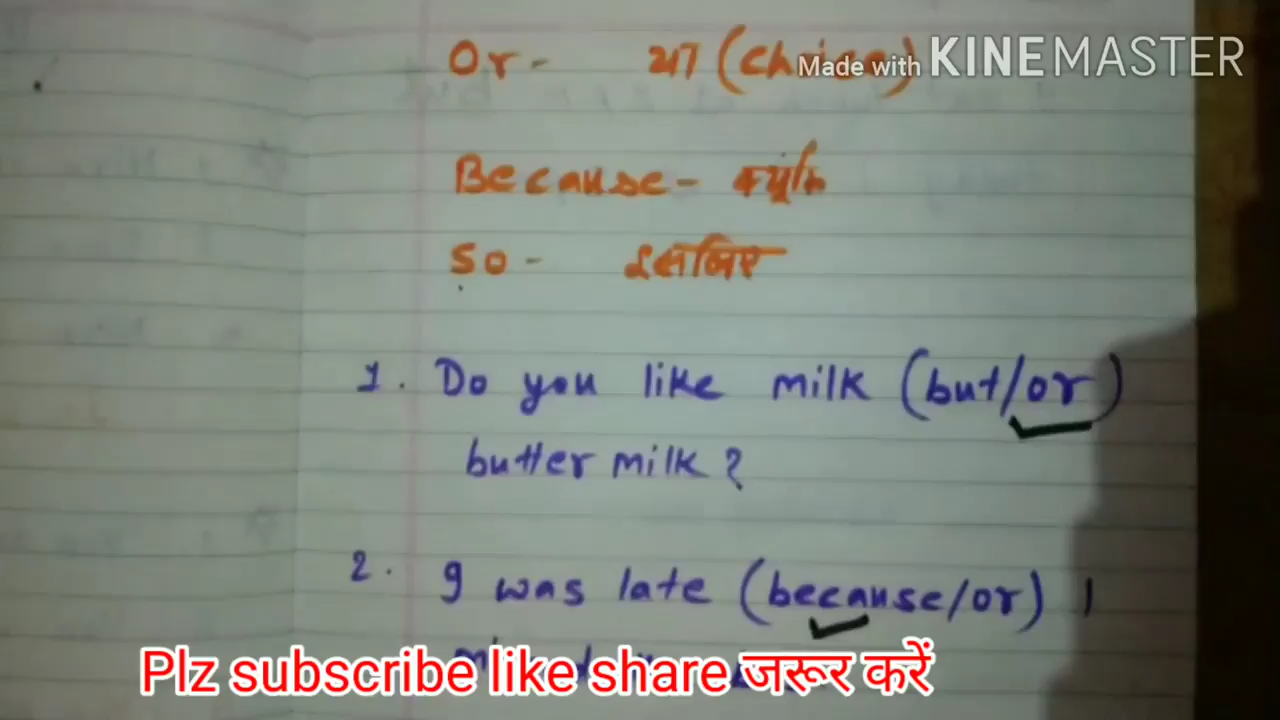 Or - या (choice)
Made with KINEMASTER
Because - क्यूंकि
So - इसलिए
1. Do you like milk (but/or)
butter milk?
2. I was late (because/or) I
Plz subscribe like share जरूर करें